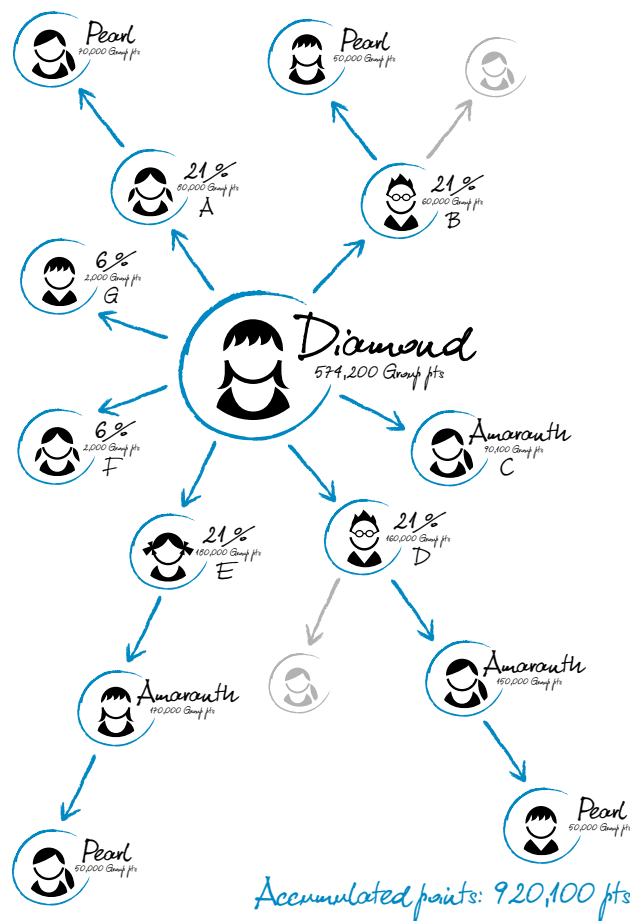 Pearl
70,000 Group pts
Pearl
50,000 Group pts
21%
80,000 Group pts
A
21%
60,000 Group pts
B
6%
2,000 Group pts
G
Diamond
574,200 Group pts
6%
2,000 Group pts
F
Amaranth
90,100 Group pts
C
21%
180,000 Group pts
E
21%
160,000 Group pts
D
Amaranth
170,000 Group pts
Amaranth
150,000 Group pts
Pearl
50,000 Group pts
Pearl
50,000 Group pts
Accumulated points: 920,100 pts